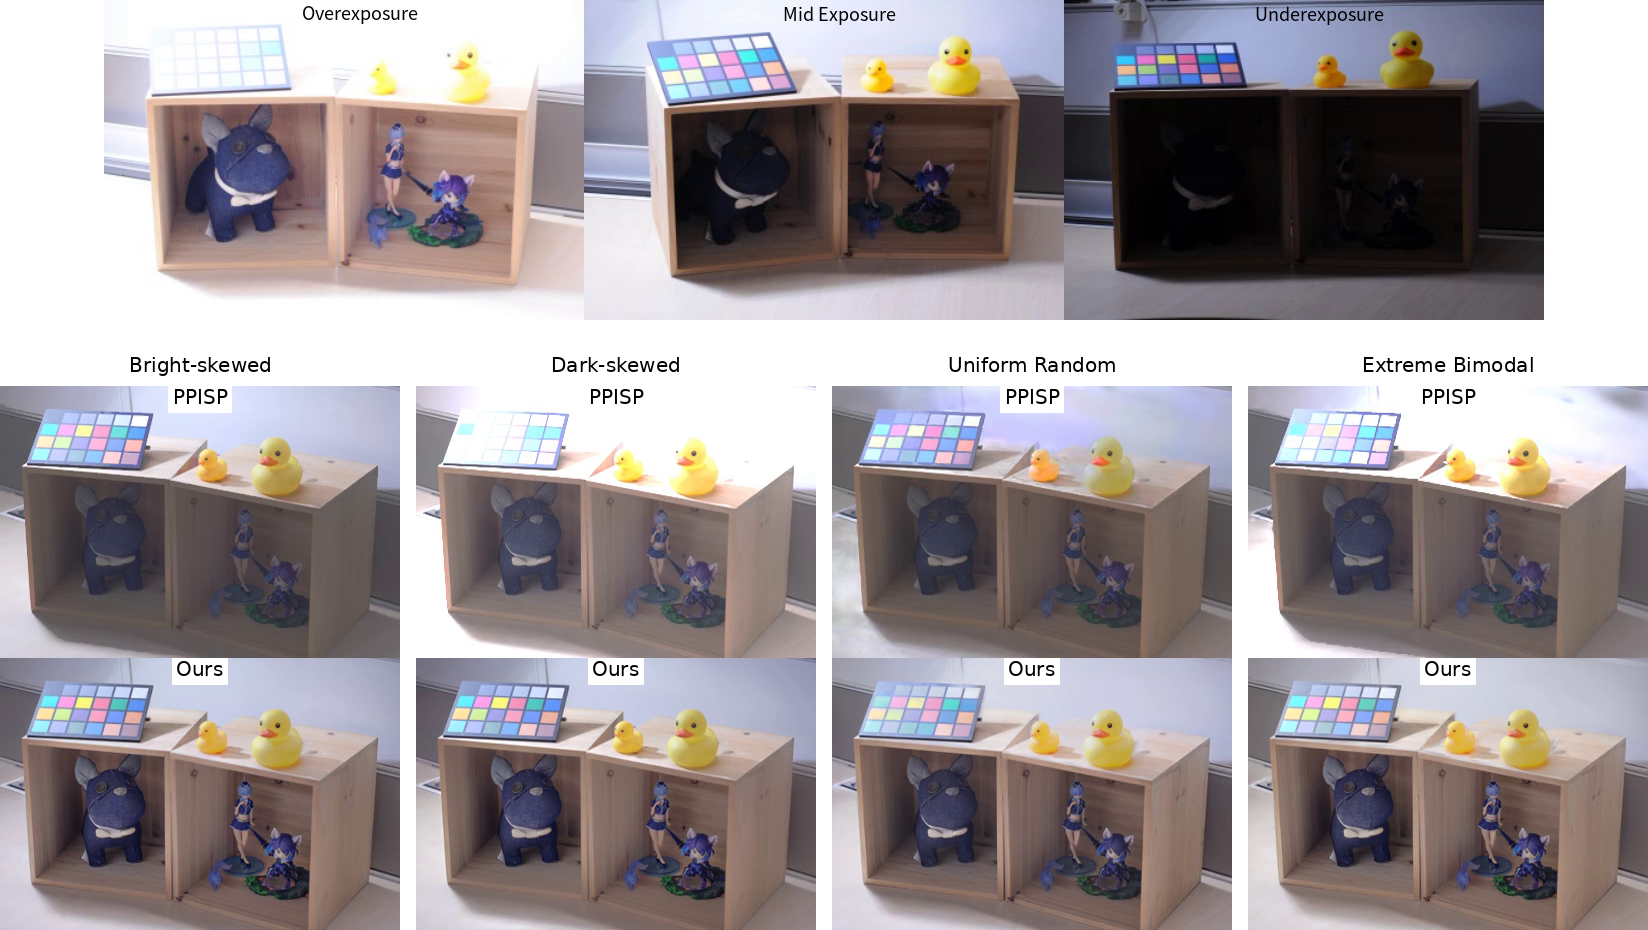 Overexposure
Mid Exposure
Underexposure
Bright-skewed
Dark-skewed
Uniform Random
Extreme Bimodal
PPISP
PPISP
PPISP
PPISP
Ours
Ours
Ours
Ours